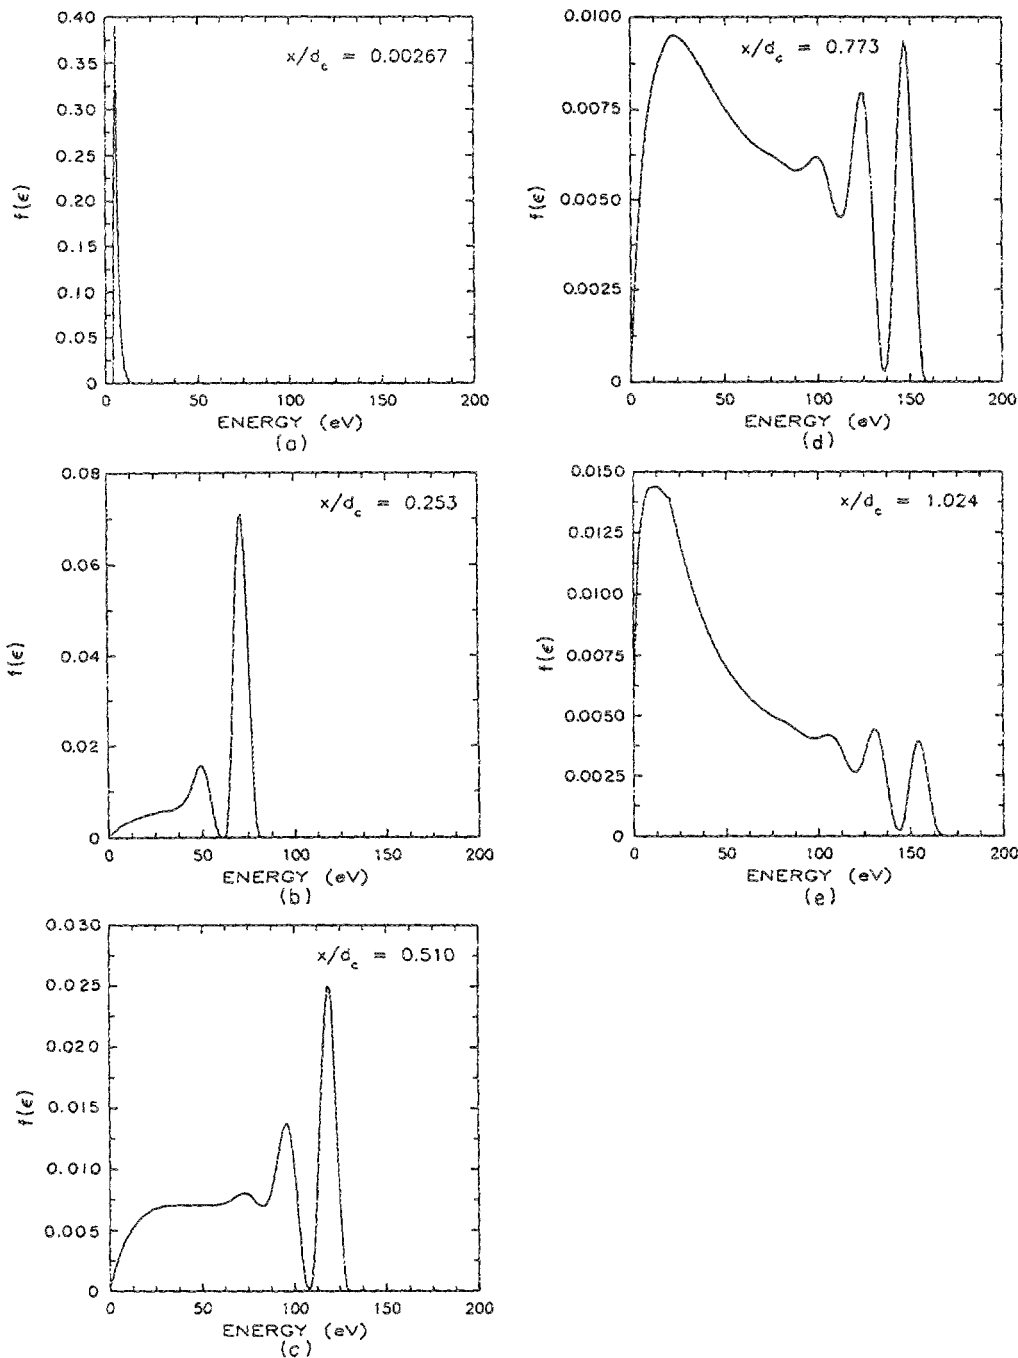 0.40
0.35
0.30
0.25
0.20
0.15
0.10
0.05
0
f(ϵ)
x/d_c = 0.00267
0 50 100 150 200
ENERGY (eV)
(a)
0.08
0.06
0.04
0.02
0
f(ϵ)
x/d_c = 0.253
0 50 100 150 200
ENERGY (eV)
(b)
0.030
0.025
0.020
0.015
0.010
0.005
0
f(ϵ)
x/d_c = 0.510
0 50 100 150 200
ENERGY (eV)
(c)
0.0100
0.0075
0.0050
0.0025
0
f(ϵ)
x/d_c = 0.773
0 50 100 150 200
ENERGY (eV)
(d)
0.0150
0.0125
0.0100
0.0075
0.0050
0.0025
0
f(ϵ)
x/d_c = 1.024
0 50 100 150 200
ENERGY (eV)
(e)